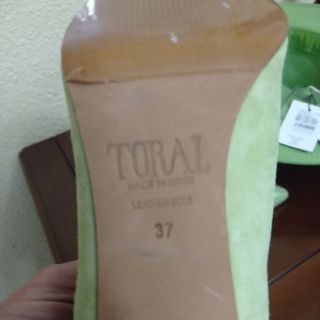 TORAL
MADE IN SPAIN
LEATHER SOLE
37